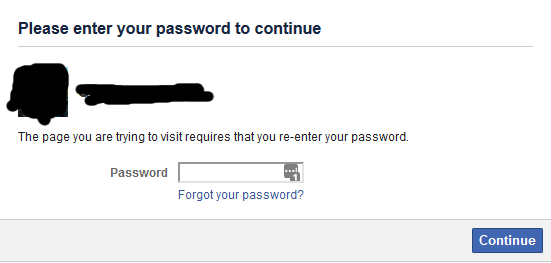 Please enter your password to continue
The page you are trying to visit requires that you re-enter your password.
Password
Forgot your password?
Continue